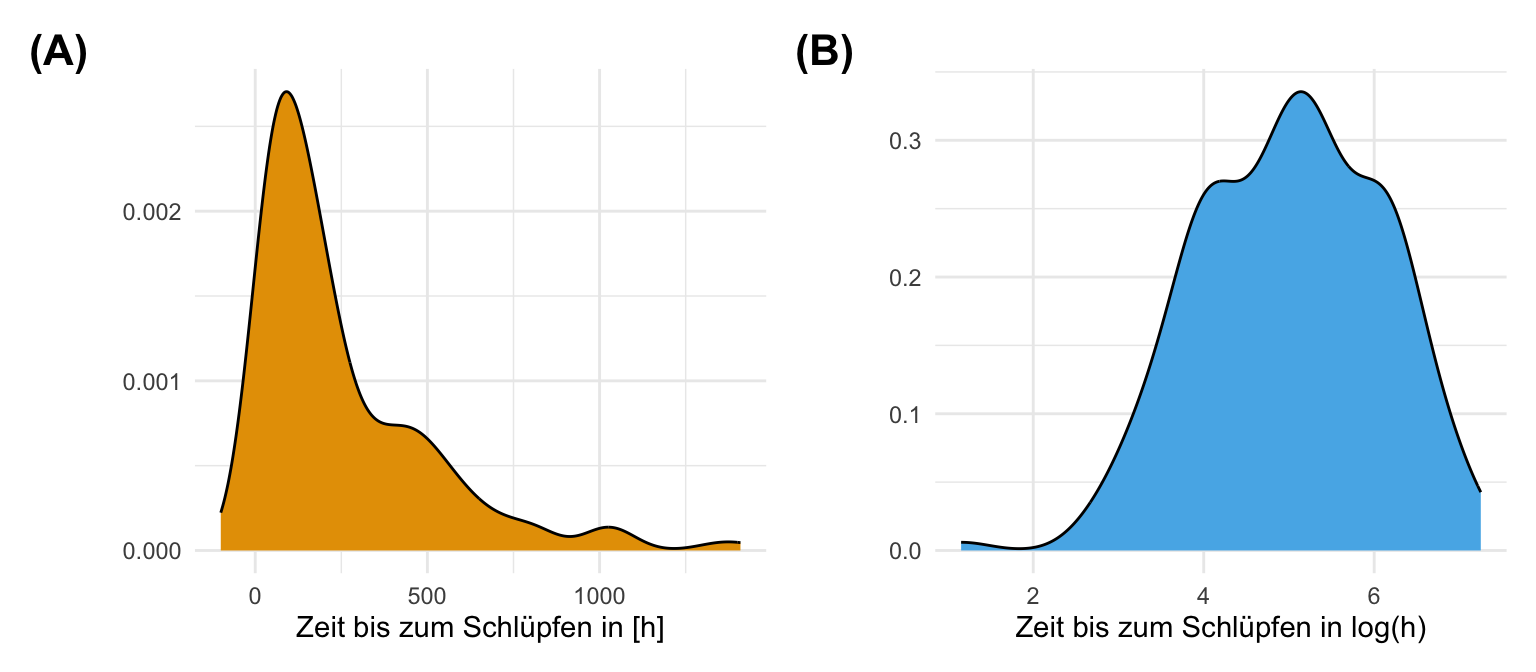 (A)
0.002
0.001
0.000
0 500 1000
Zeit bis zum Schlüpfen in [h]
(B)
0.3
0.2
0.1
0.0
2 4 6
Zeit bis zum Schlüpfen in log(h)